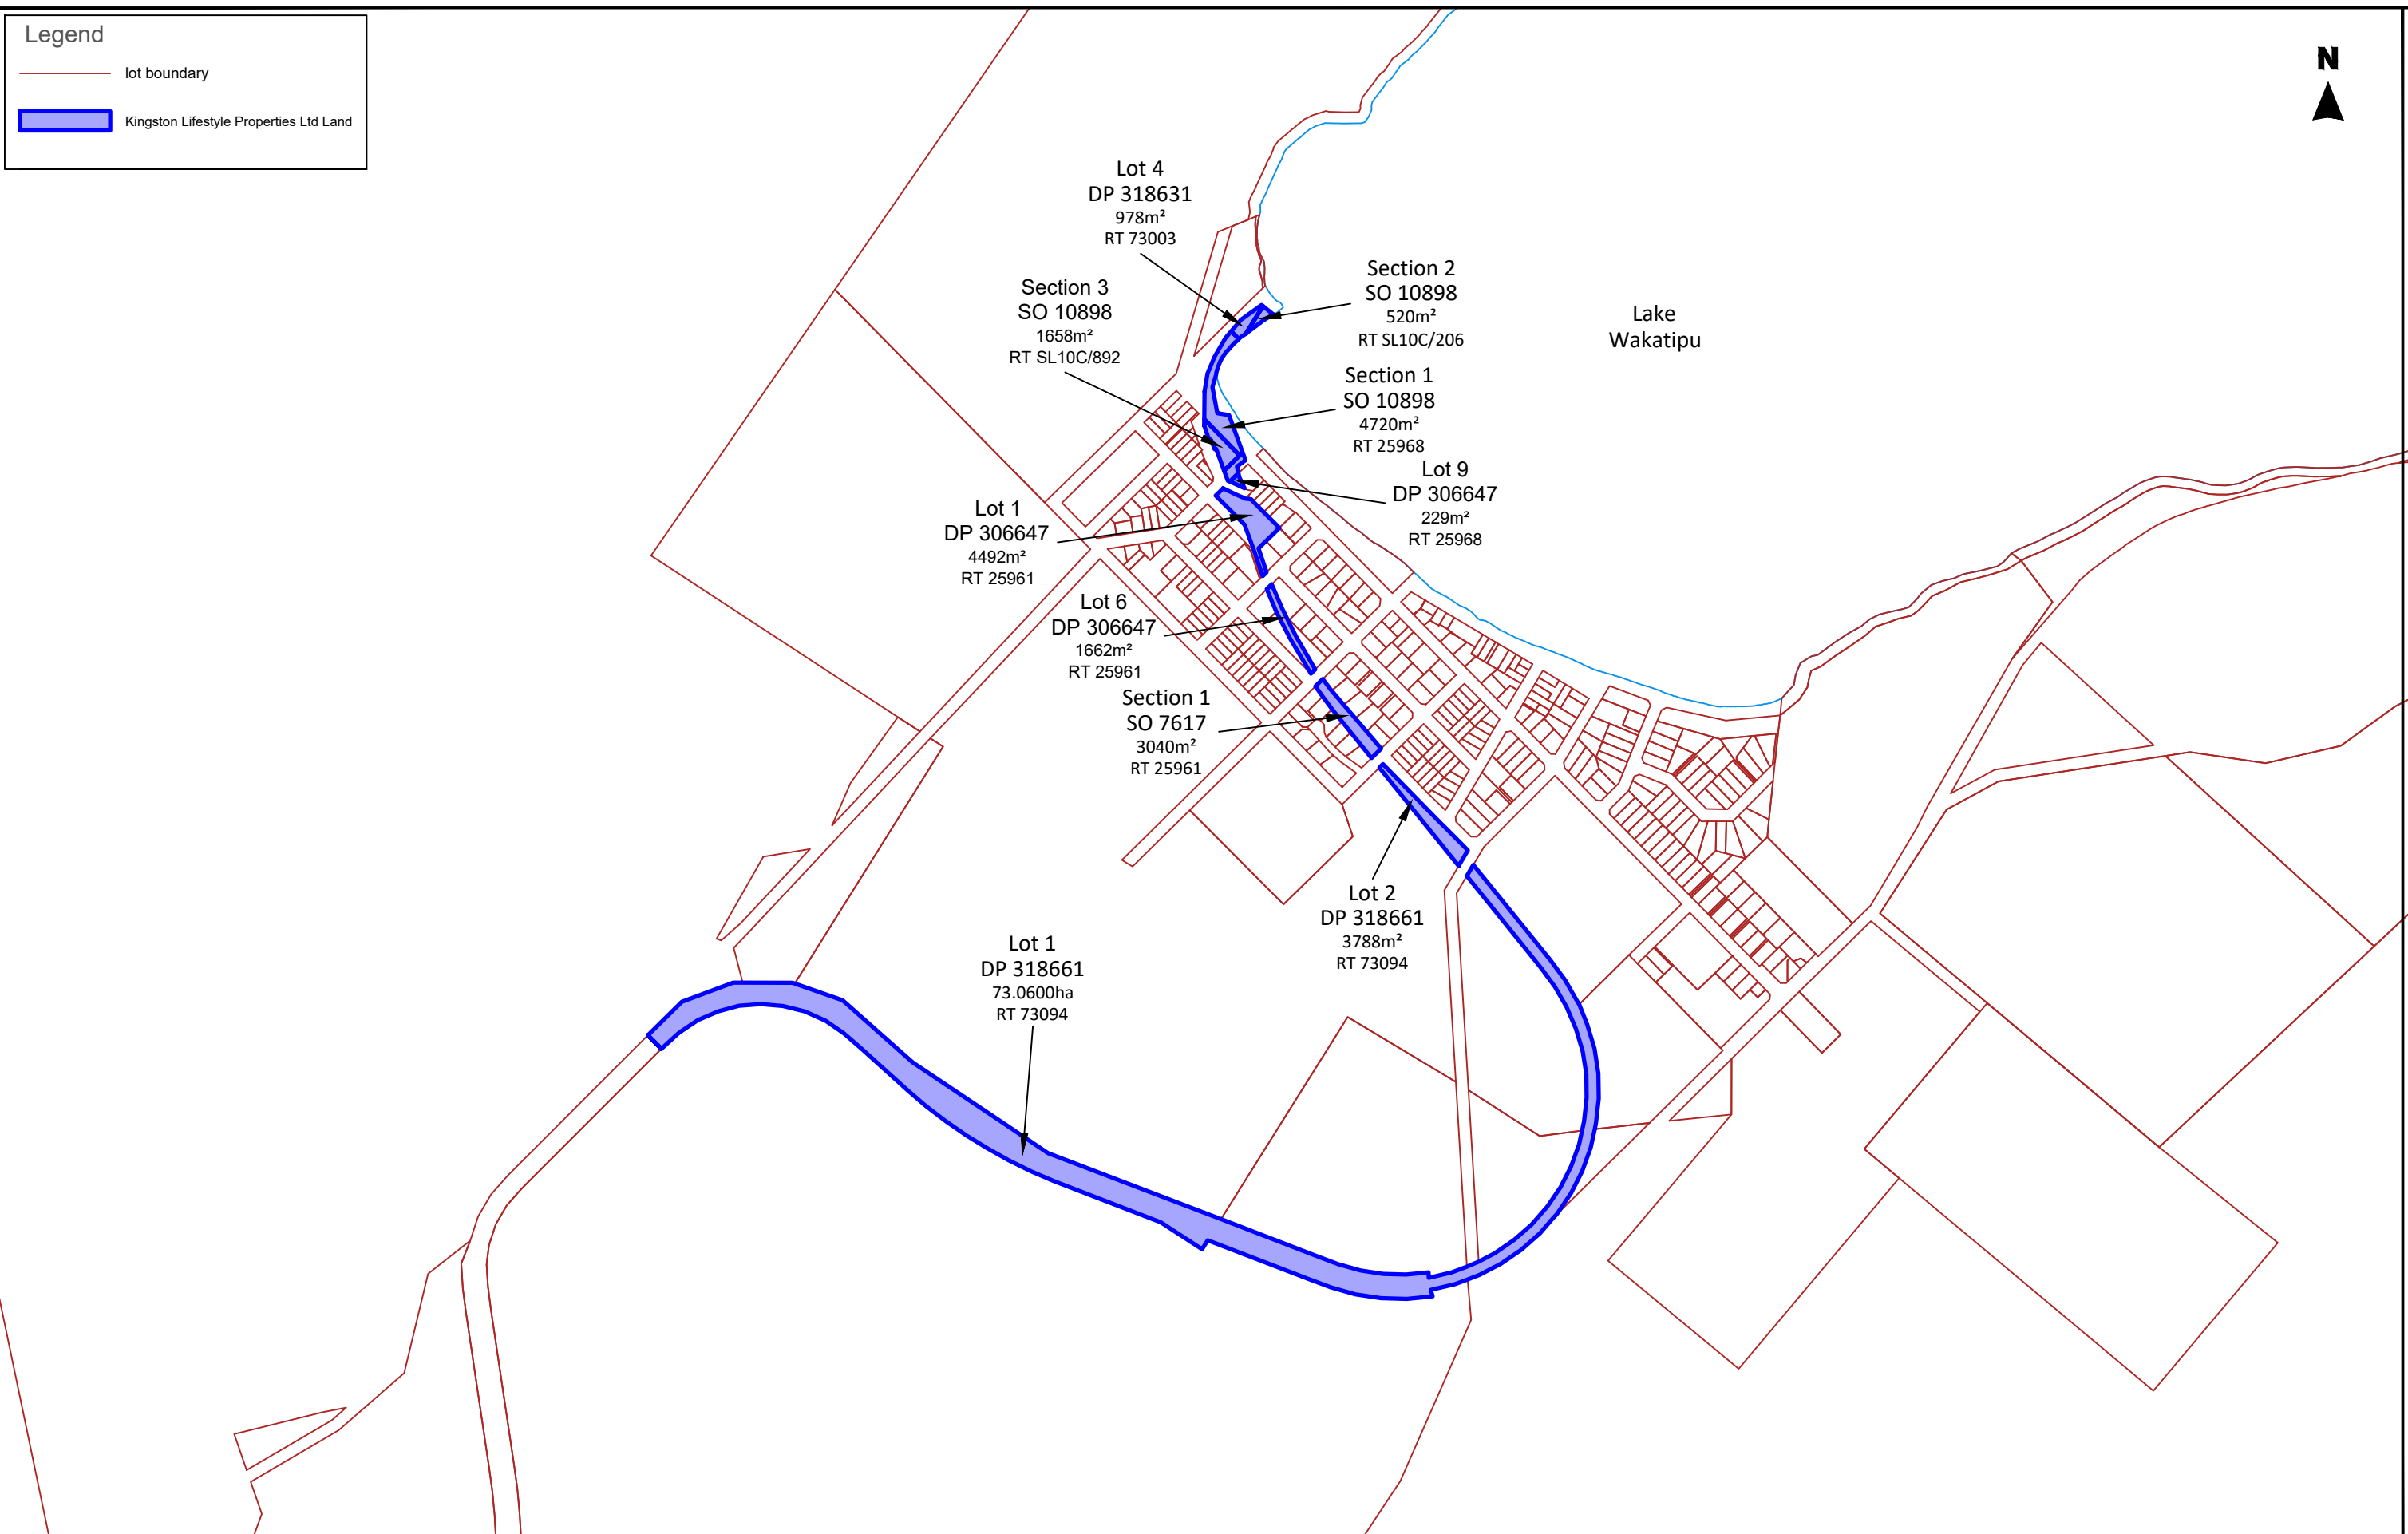 Legend
lot boundary
Kingston Lifestyle Properties Ltd Land
N
Lot 4
DP 318631
978m²
RT 73003
Section 2
SO 10898
520m²
RT SL10C/206
Section 3
SO 10898
1658m²
RT SL10C/892
Lake
Wakatipu
Section 1
SO 10898
4720m²
RT 25968
Lot 9
DP 306647
229m²
RT 25968
Lot 1
DP 306647
4492m²
RT 25961
Lot 6
DP 306647
1662m²
RT 25961
Section 1
SO 7617
3040m²
RT 25961
Lot 2
DP 318661
3788m²
RT 73094
Lot 1
DP 318661
73.0600ha
RT 73094